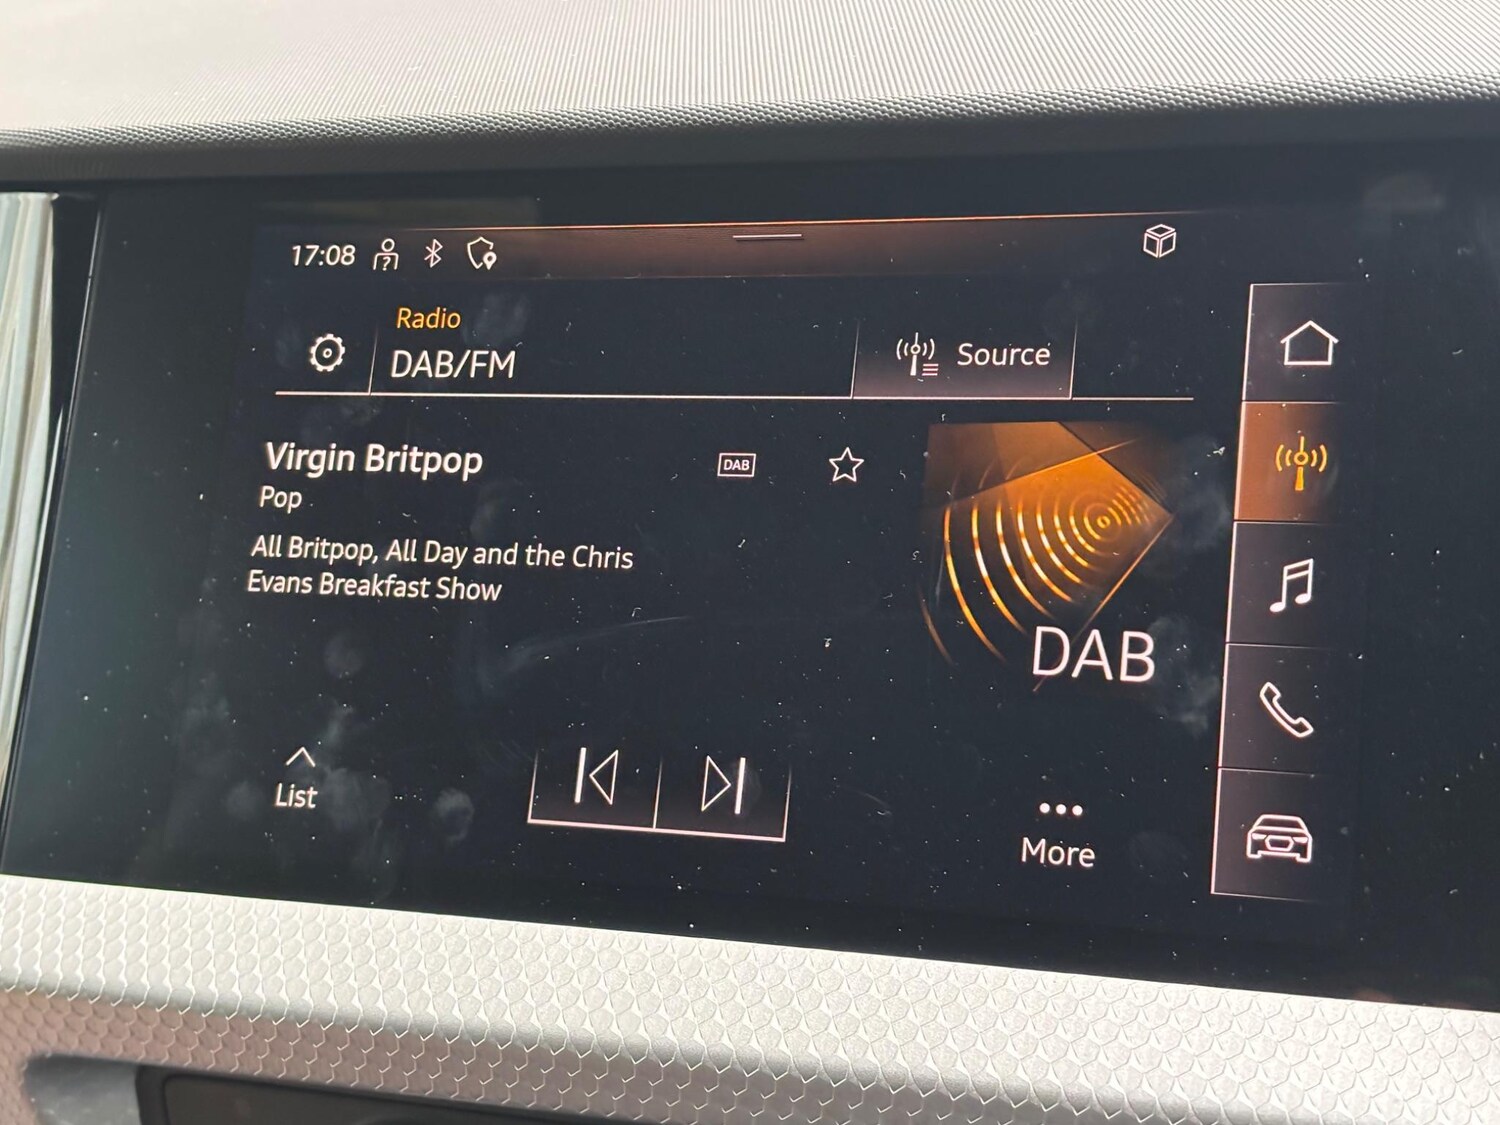 17:08
Radio
DAB/FM
Source
Virgin Britpop
DAB
Pop
All Britpop, All Day and the Chris
Evans Breakfast Show
DAB
List
More